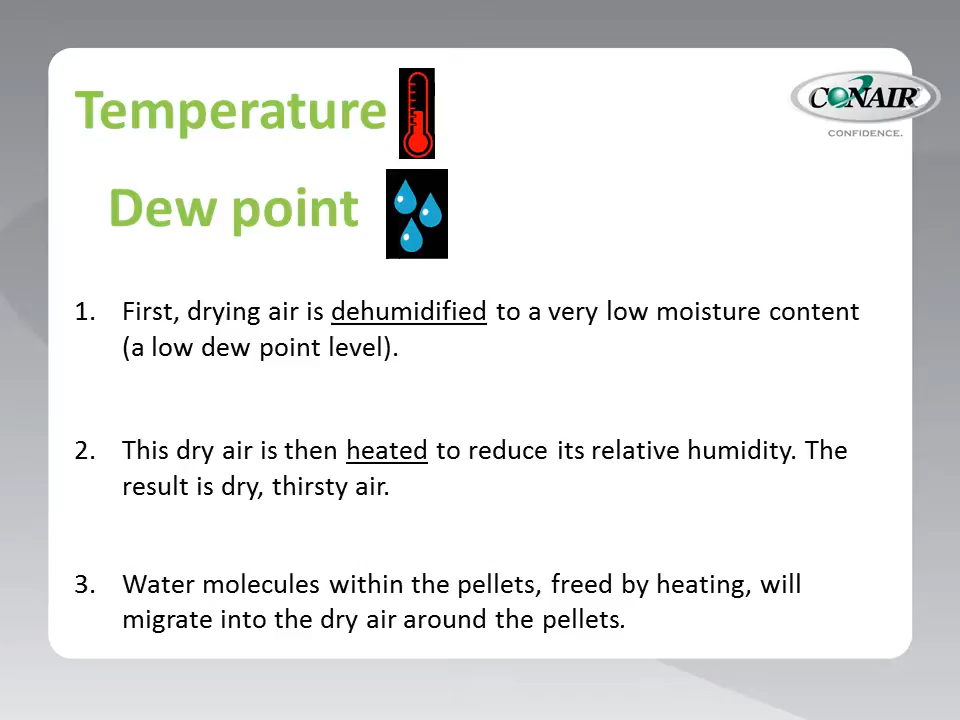 Temperature
CONAIR
CONFIDENCE.
Dew point
1. First, drying air is dehumidified to a very low moisture content
(a low dew point level).
2. This dry air is then heated to reduce its relative humidity. The
result is dry, thirsty air.
3. Water molecules within the pellets, freed by heating, will
migrate into the dry air around the pellets.